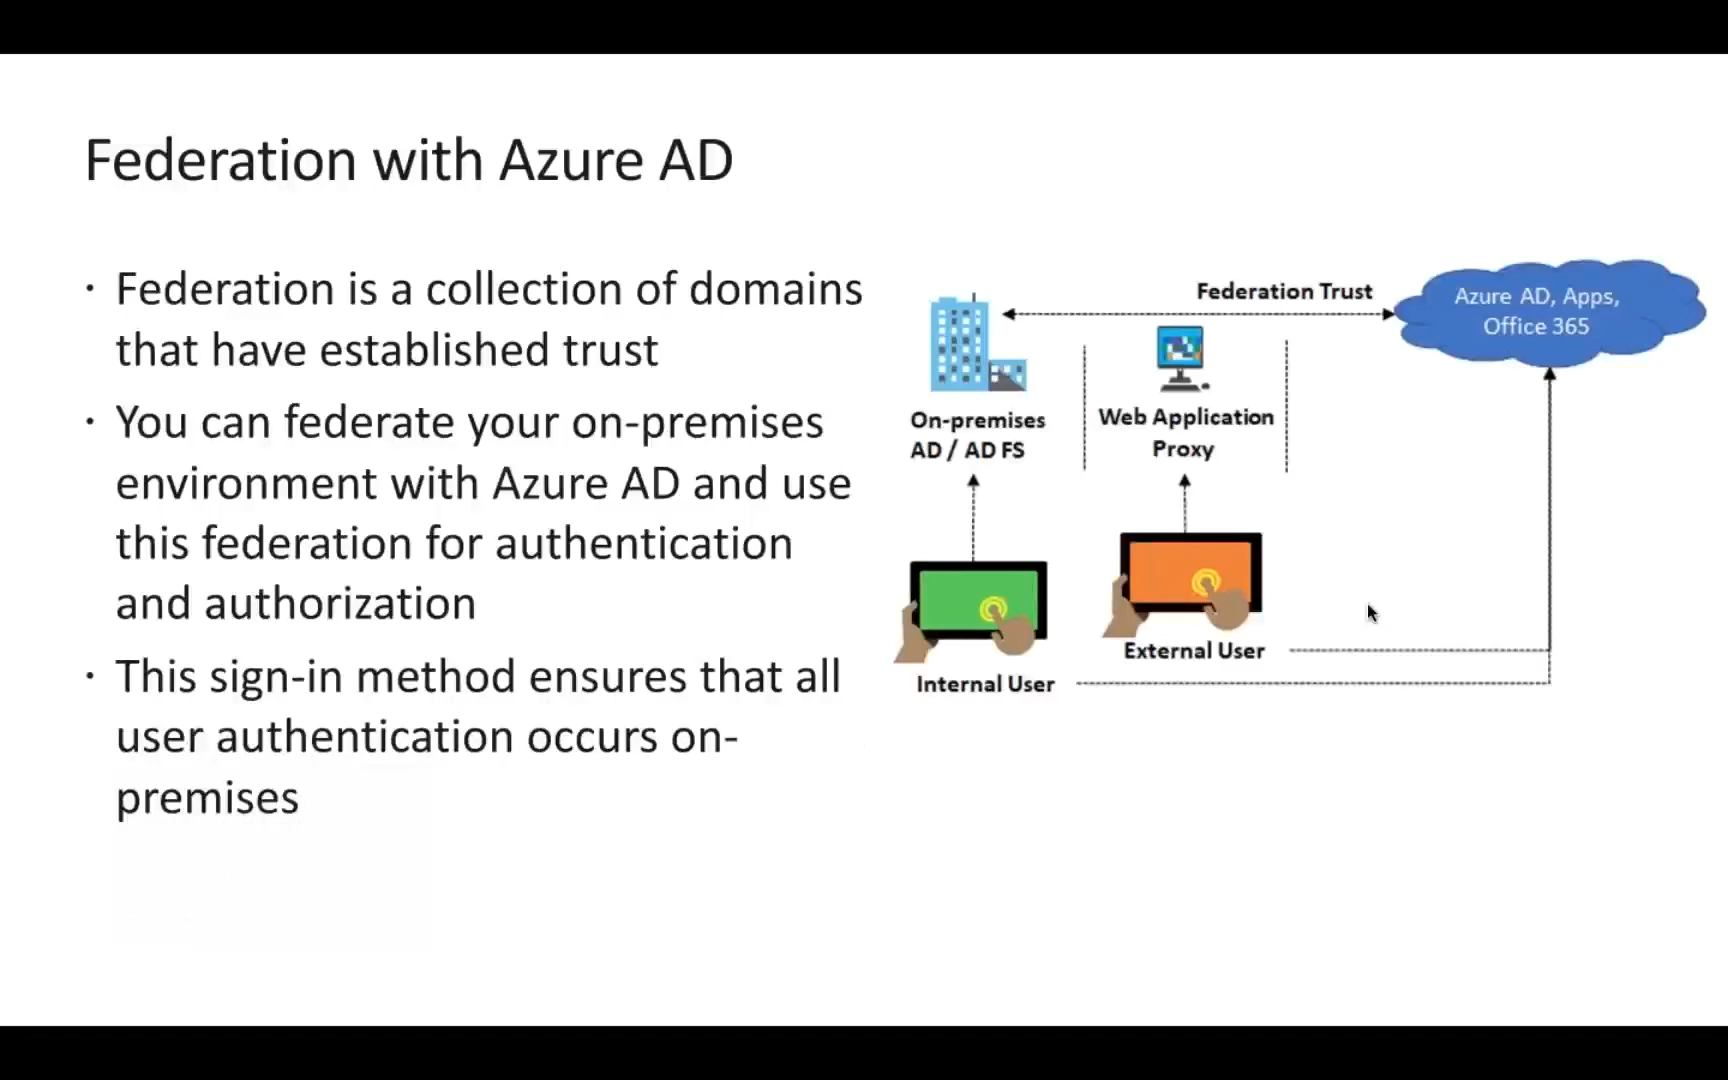 Federation with Azure AD
· Federation is a collection of domains
that have established trust
· You can federate your on-premises
environment with Azure AD and use
this federation for authentication
and authorization
· This sign-in method ensures that all
user authentication occurs on-
premises
Federation Trust
Azure AD, Apps,
Office 365
On-premises
AD / AD FS
Web Application
Proxy
External User
Internal User